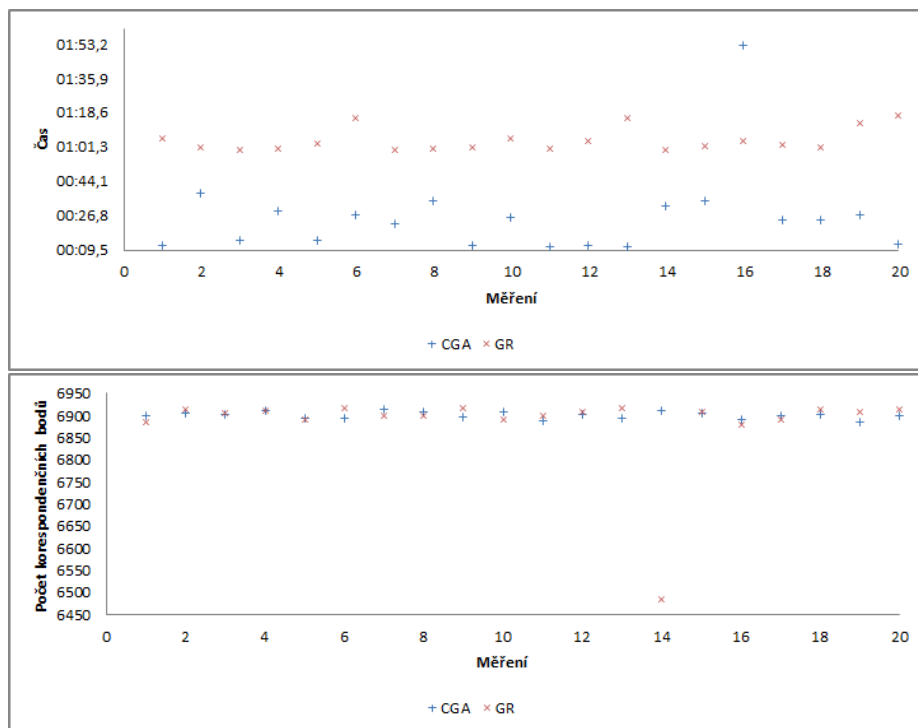 Čas
01:53,2
01:35,9
01:18,6
01:01,3
00:44,1
00:26,8
00:09,5
0 2 4 6 8 10 12 14 16 18 20
Měření
CGA GR
Počet korespondenčních bodů
6950
6900
6850
6800
6750
6700
6650
6600
6550
6500
6450
0 2 4 6 8 10 12 14 16 18 20
Měření
CGA GR